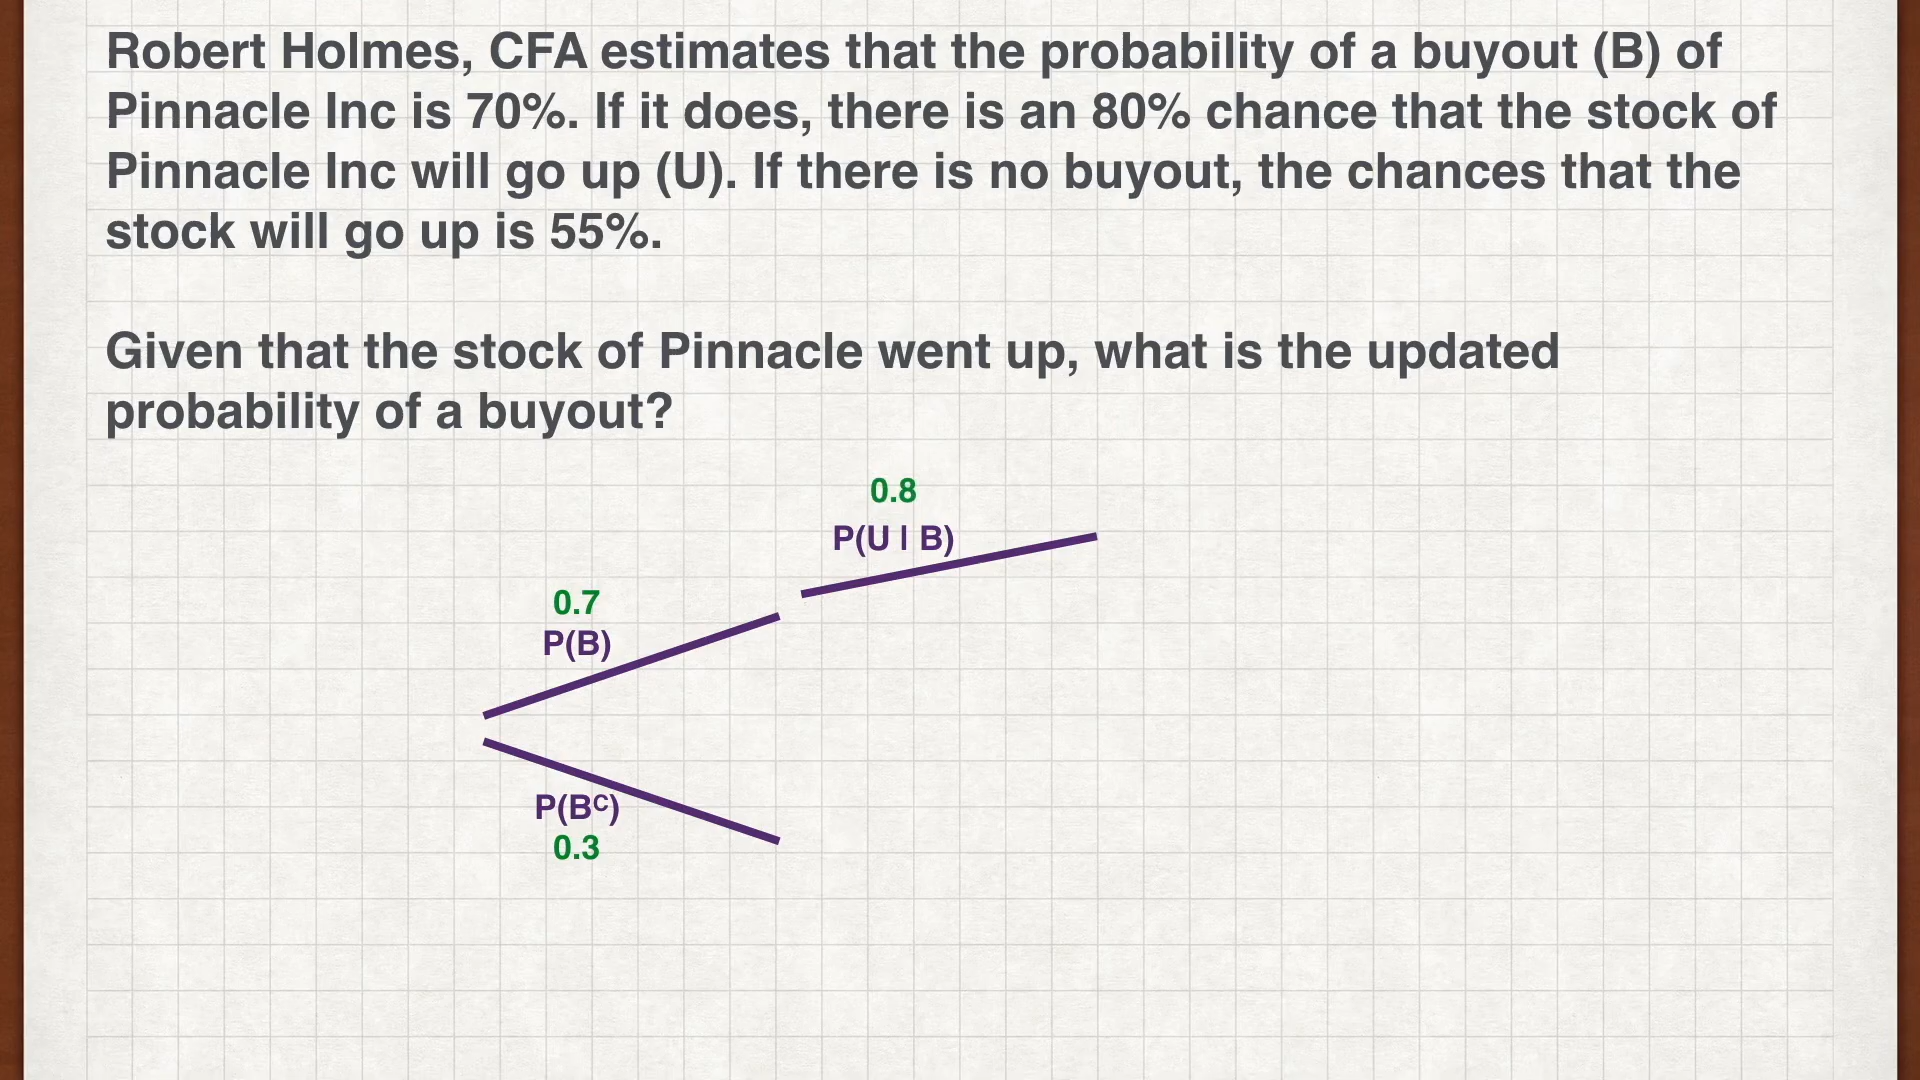 Robert Holmes, CFA estimates that the probability of a buyout (B) of
Pinnacle Inc is 70%. If it does, there is an 80% chance that the stock of
Pinnacle Inc will go up (U). If there is no buyout, the chances that the
stock will go up is 55%.
Given that the stock of Pinnacle went up, what is the updated
probability of a buyout?
0.8
P(U | B)
0.7
P(B)
P(Bᶜ)
0.3